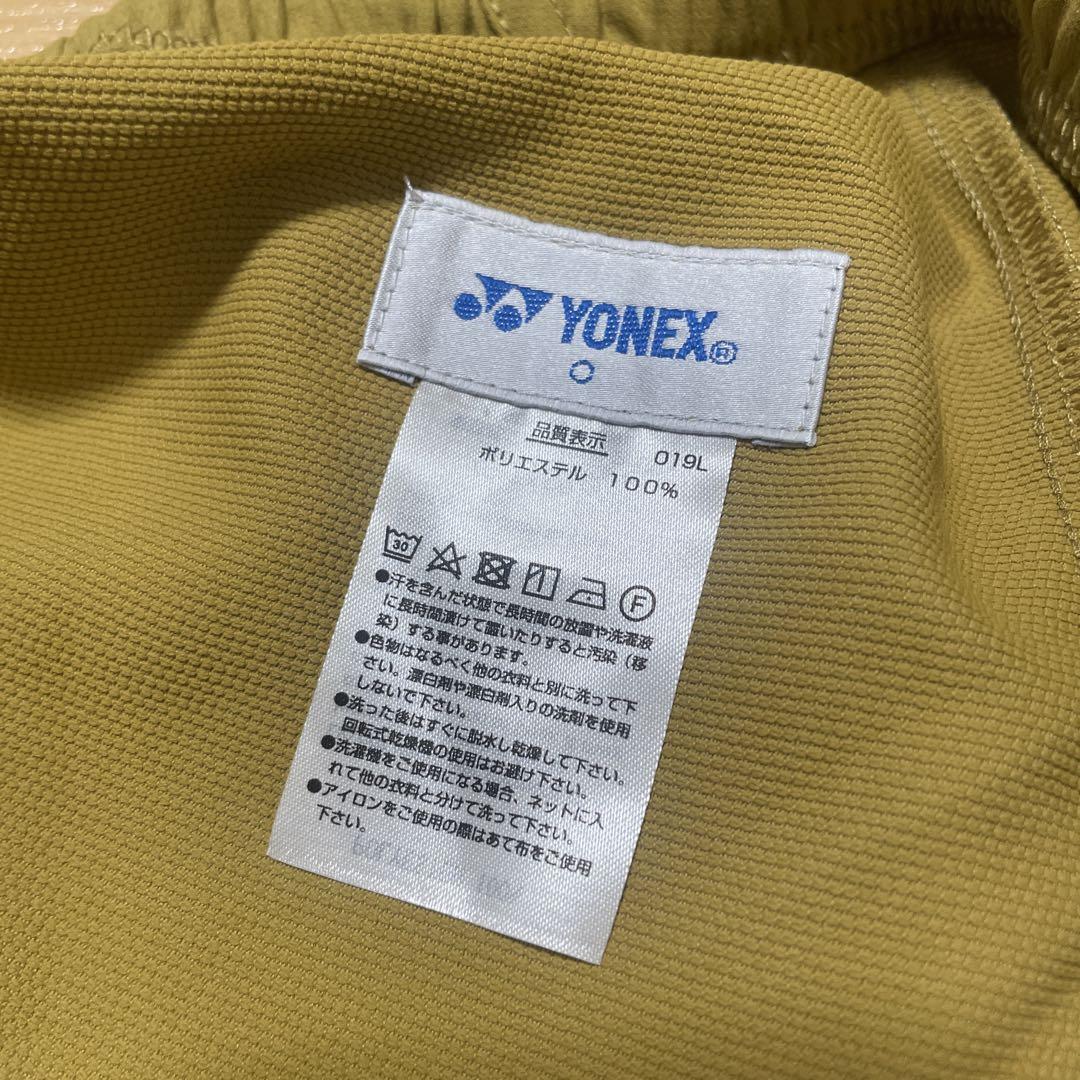 YONEX®
O
品質表示
019L
ポリエステル 100%
30
F
●汗を含んだ状態で長時間の放置や洗濯液
に長時間漬けて置いたりすると汚染(移
染)する事があります。
●色物はなるべく他の衣料と別に洗って下
さい。漂白剤や漂白剤入りの洗剤を使用
しないで下さい。
●洗った後はすぐに脱水し乾燥して下さい。
回転式乾燥機の使用はお避け下さい。
●洗濯機をご使用になる場合、ネットに入
れて他の衣料と分けて洗って下さい。
●アイロンをご使用の際はあて布をご使用
下さい。